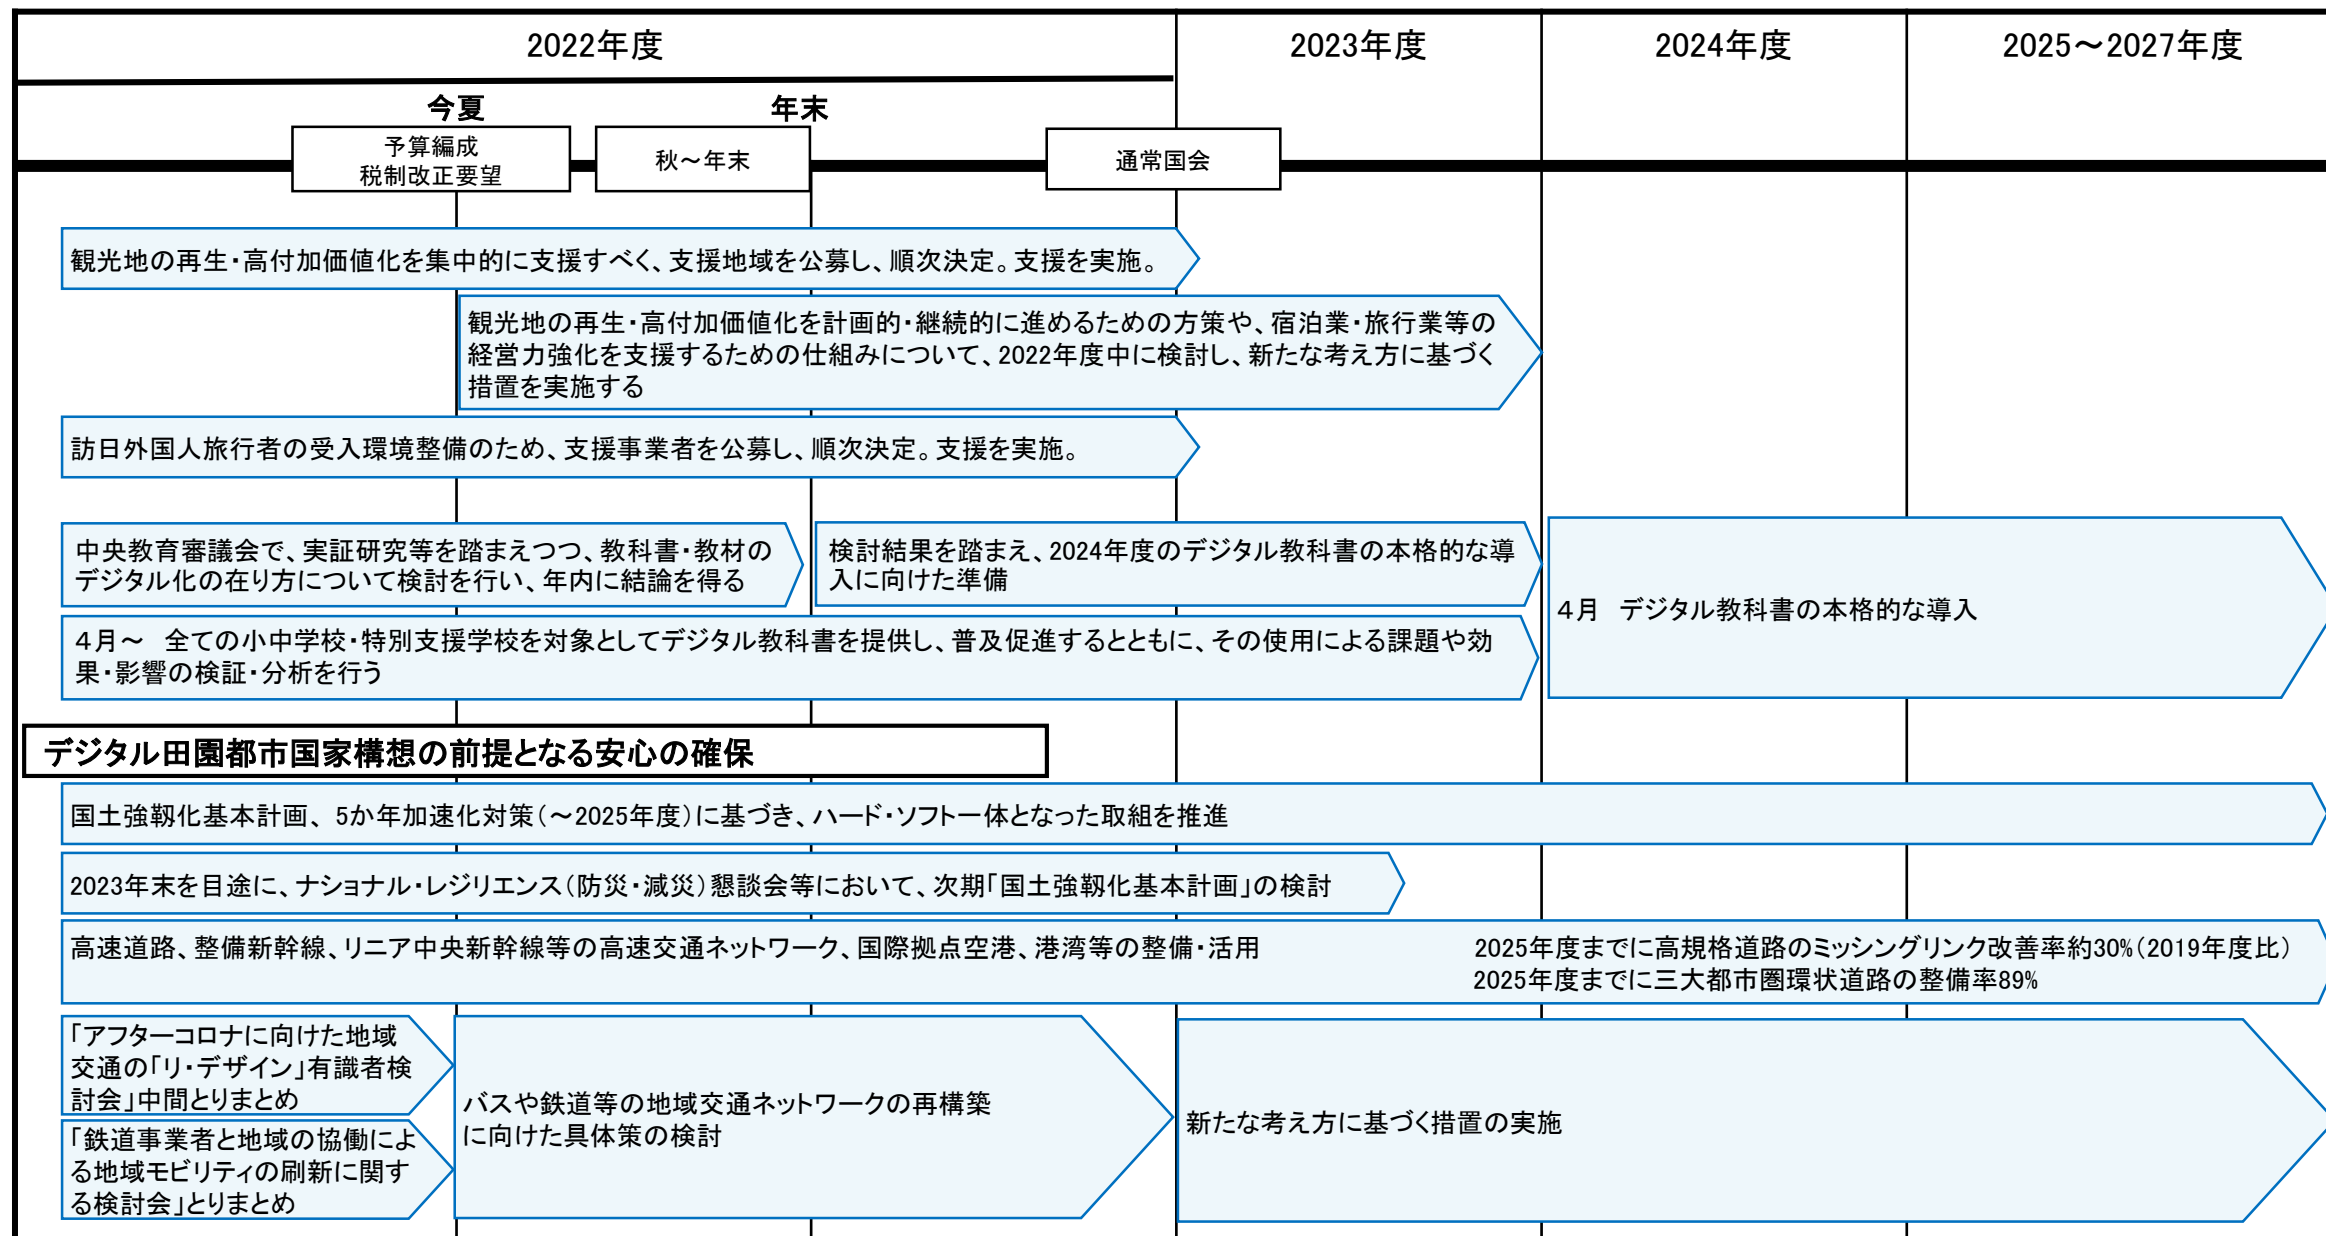 2022年度
2023年度
2024年度
2025～2027年度
今夏
年末
予算編成
税制改正要望
秋～年末
通常国会
観光地の再生・高付加価値化を集中的に支援すべく、支援地域を公募し、順次決定。支援を実施。
観光地の再生・高付加価値化を計画的・継続的に進めるための方策や、宿泊業・旅行業等の
経営力強化を支援するための仕組みについて、2022年度中に検討し、新たな考え方に基づく
措置を実施する
訪日外国人旅行者の受入環境整備のため、支援事業者を公募し、順次決定。支援を実施。
中央教育審議会で、実証研究等を踏まえつつ、教科書・教材の
デジタル化の在り方について検討を行い、年内に結論を得る
検討結果を踏まえ、2024年度のデジタル教科書の本格的な導
入に向けた準備
４月　デジタル教科書の本格的な導入
４月～　全ての小中学校・特別支援学校を対象としてデジタル教科書を提供し、普及促進するとともに、その使用による課題や効
果・影響の検証・分析を行う
デジタル田園都市国家構想の前提となる安心の確保
国土強靱化基本計画、5か年加速化対策（～2025年度）に基づき、ハード・ソフト一体となった取組を推進
2023年末を目途に、ナショナル・レジリエンス（防災・減災）懇談会等において、次期「国土強靱化基本計画」の検討
高速道路、整備新幹線、リニア中央新幹線等の高速交通ネットワーク、国際拠点空港、港湾等の整備・活用
2025年度までに高規格道路のミッシングリンク改善率約30%（2019年度比）
2025年度までに三大都市圏環状道路の整備率89%
「アフターコロナに向けた地域
交通の「リ・デザイン」有識者検
討会」中間とりまとめ
「鉄道事業者と地域の協働によ
る地域モビリティの刷新に関す
る検討会」とりまとめ
バスや鉄道等の地域交通ネットワークの再構築
に向けた具体策の検討
新たな考え方に基づく措置の実施